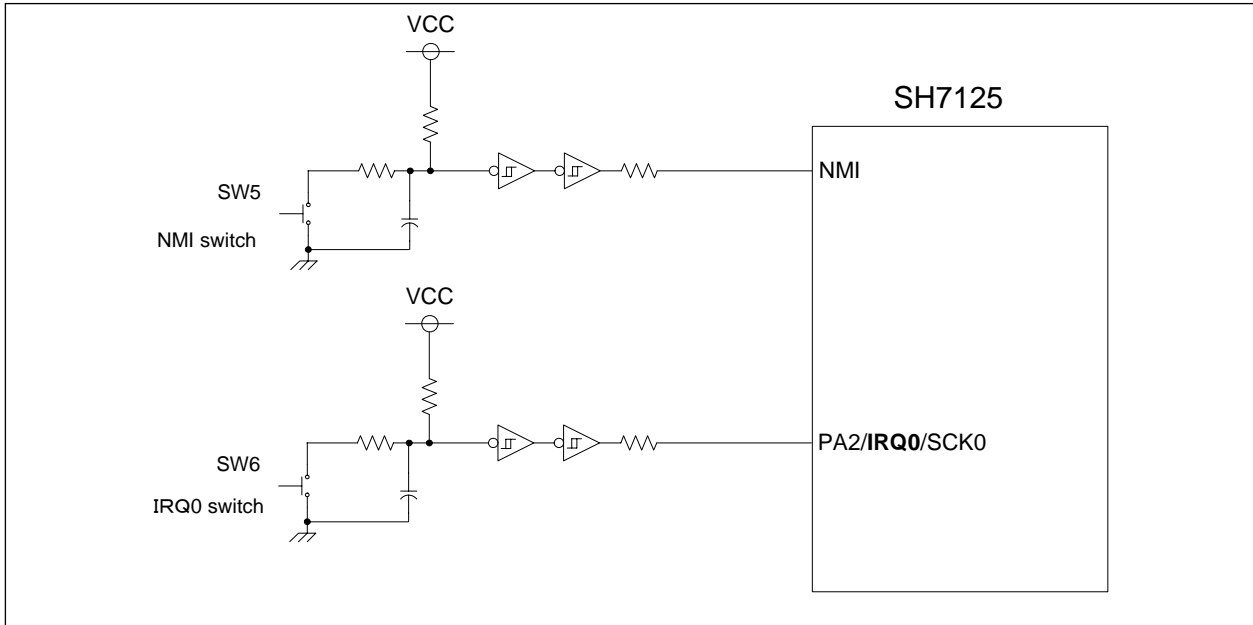 VCC
SH7125
NMI
SW5
NMI switch
VCC
PA2/IRQ0/SCK0
SW6
IRQ0 switch